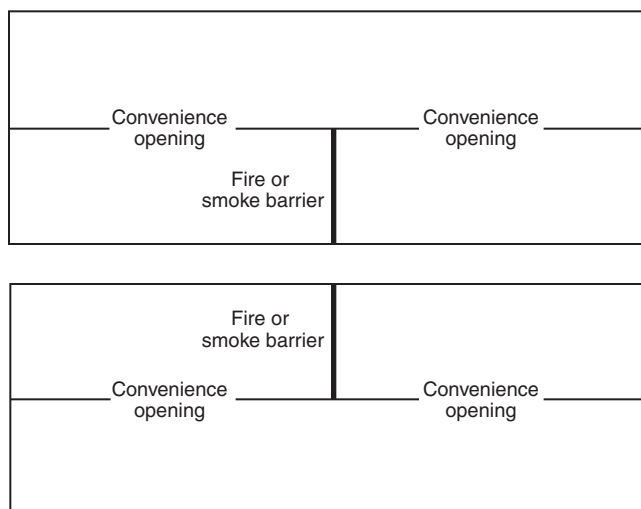 Convenience
opening
Convenience
opening
Fire or
smoke barrier
Fire or
smoke barrier
Convenience
opening
Convenience
opening